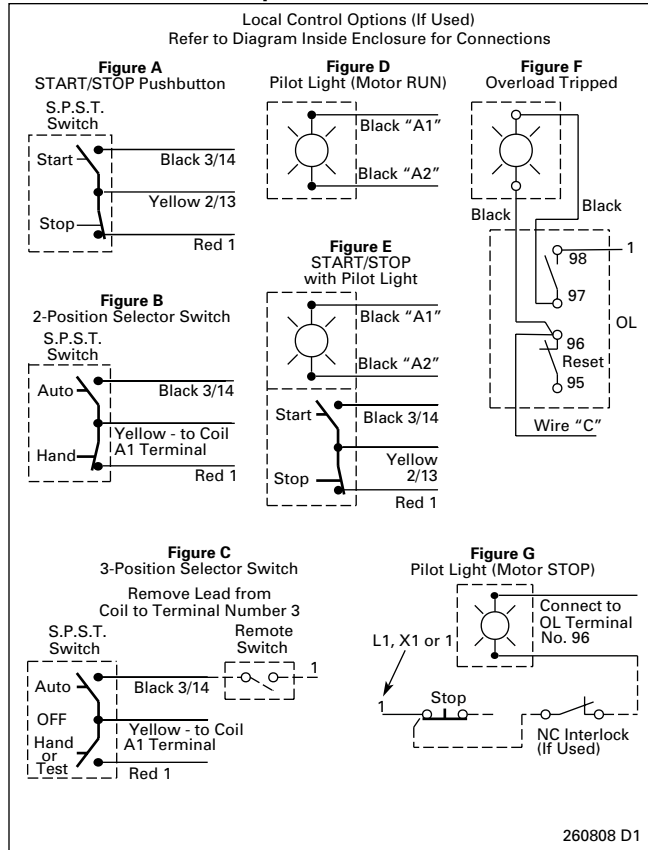 Local Control Options (If Used)
Refer to Diagram Inside Enclosure for Connections
Figure A
START/STOP Pushbutton
S.P.S.T.
Switch
Start
Black 3/14
Yellow 2/13
Stop
Red 1
Figure B
2-Position Selector Switch
S.P.S.T.
Switch
Auto
Black 3/14
Yellow - to Coil
A1 Terminal
Hand
Red 1
Figure D
Pilot Light (Motor RUN)
Black “A1”
Black “A2”
Figure E
START/STOP
with Pilot Light
Black “A1”
Black “A2”
Start
Black 3/14
Yellow
2/13
Stop
Red 1
Figure F
Overload Tripped
Black
Black
1
98
97
OL
96
Reset
95
Wire “C”
Figure C
3-Position Selector Switch
Remove Lead from
Coil to Terminal Number 3
S.P.S.T.
Switch
Remote
Switch
1
Auto
Black 3/14
OFF
Yellow - to Coil
A1 Terminal
Hand
or
Test
Red 1
Figure G
Pilot Light (Motor STOP)
Connect to
OL Terminal
No. 96
L1, X1 or 1
1
Stop
NC Interlock
(If Used)
260808 D1